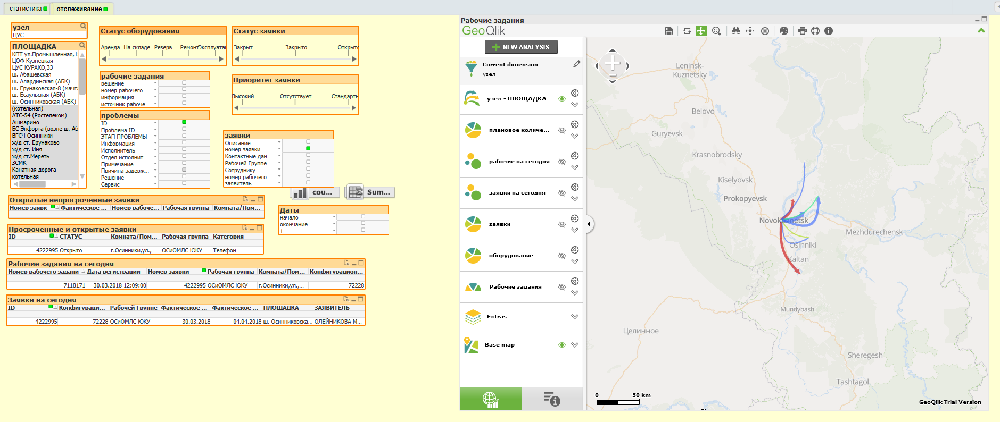 статистика
отслеживание
узел
ЦУС
ПЛОЩАДКА
КПТ ул.Промышленная,1
ЦОФ Кузнецкая
ЦУС КУРАКО,33
ш. Абашевская
ш. Алардинская (АБК)
ш. Ерунаковская-8 (мачта
ш. Есаульская (АБК)
ш. Осинниковская (АБК)
(котельная)
АТС-54 (Ростелеком)
Ашмарино
БС Энфорта (возле ш. Аб
ВГСЧ Осинники
ж/д ст. Ерунаково
ж/д ст. Иня
ж/д ст.Мереть
ЗСМК
Канатная дорога
котельная
Статус оборудования
Аренда На складе Резерв Ремонт Эксплуата
Статус заявки
Закрыт Закрыто Открыто
рабочие задания
решение
номер рабочего ...
информация
источник рабоче...
Приоритет заявки
Высокий Отсутствует Стандартн
проблемы
ID
Проблема ID
ЭТАП ПРОБЛЕМЫ
Информация
Исполнитель
Отдел исполнит...
Примечание
Причина задерж...
Решение
Сервис
заявки
Описание
номер заявки
Контактные дан...
Рабочей Группе
Сотруднику
номер рабочего ...
заявитель
cou...
Sum...
Открытые непросроченные заявки
Номер заявк Фактическое ... Номер рабоче... Рабочая группа Комната/Пом...
Даты
начало
окончание
1
Просроченные и открытые заявки
ID СТАТУС Комната/Пом... Рабочая группа Категория
4222995 Открыто г.Осинники,ул.,... ОСиОМЛС ЮКУ Телефон
Рабочие задания на сегодня
Номер рабочего задани Дата регистрации Номер заявки Рабочая группа Комната/Пом... Конфигурацион...
7118171 30.03.2018 12:09:00 4222995 ОСиОМЛС ЮКУ г.Осинники,ул.,... 72228
Заявки на сегодня
ID Конфигураци... Рабочей Группе Фактическое ... Фактическое ... ПЛОЩАДКА ЗАЯВИТЕЛЬ
4222995 72228 ОСиОМЛС ЮКУ 30.03.2018 04.04.2018 ш. Осинниковска... ОЛЕЙНИКОВА М...
Рабочие задания
GeoQlik
NEW ANALYSIS
Current dimension
узел
узел - ПЛОЩАДКА
плановое количе...
рабочие на сегодня
заявки на сегодня
заявки
оборудование
Рабочие задания
Extras
Base map
Leninsk-
Kuznetsky
Belovo
Guryevsk
Krasnobrodsky
Kiselyovsk
Prokopyevsk
Novokuznetsk
Mezhdurechensk
Osinniki
Kaltan
Mundybash
Целинное
Sheregesh
Tashtagol
0 50 km
GeoQlik Trial Version